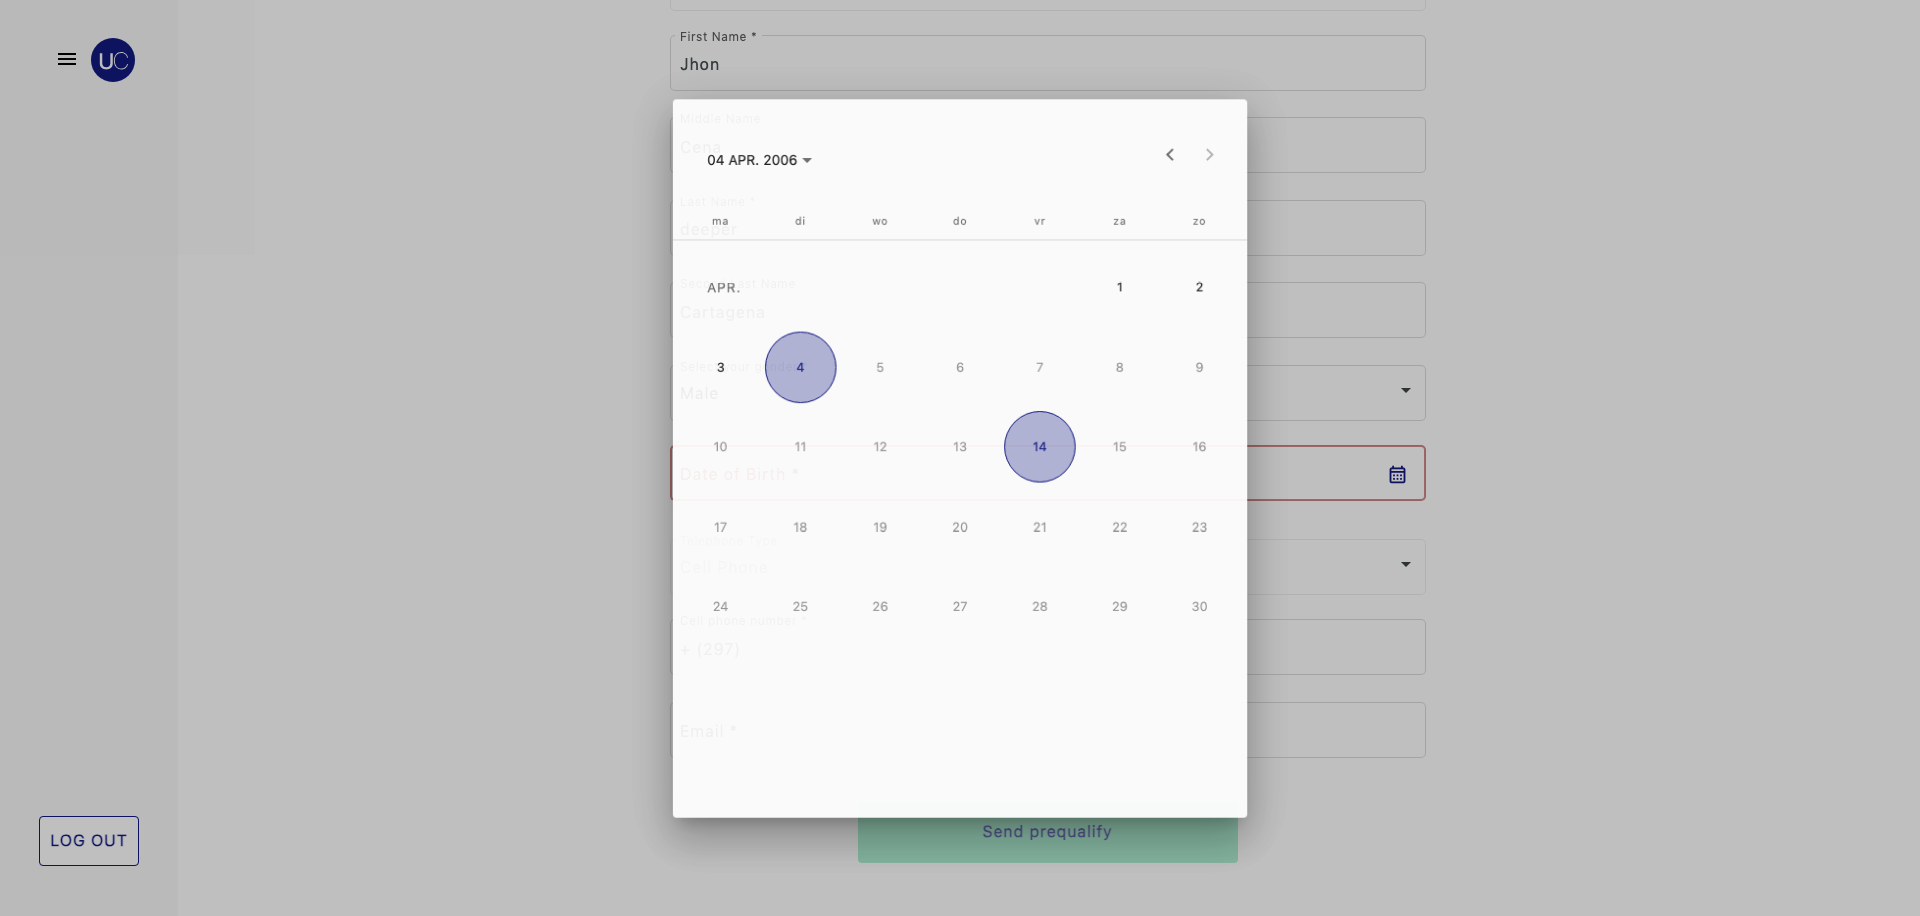 First Name *
Jhon
UC
Middle Name
Cena
04 APR. 2006
Last Name *
ma di wo do vr za zo
deeper
Second Last Name
APR. 1 2
Cartagena
Select your gender
3 4 5 6 7 8 9
Male
10 11 12 13 14 15 16
Date of Birth *
17 18 19 20 21 22 23
Telephone Type
Cell Phone
24 25 26 27 28 29 30
Cell phone number *
+ (297)
Email *
Send prequalify
LOG OUT